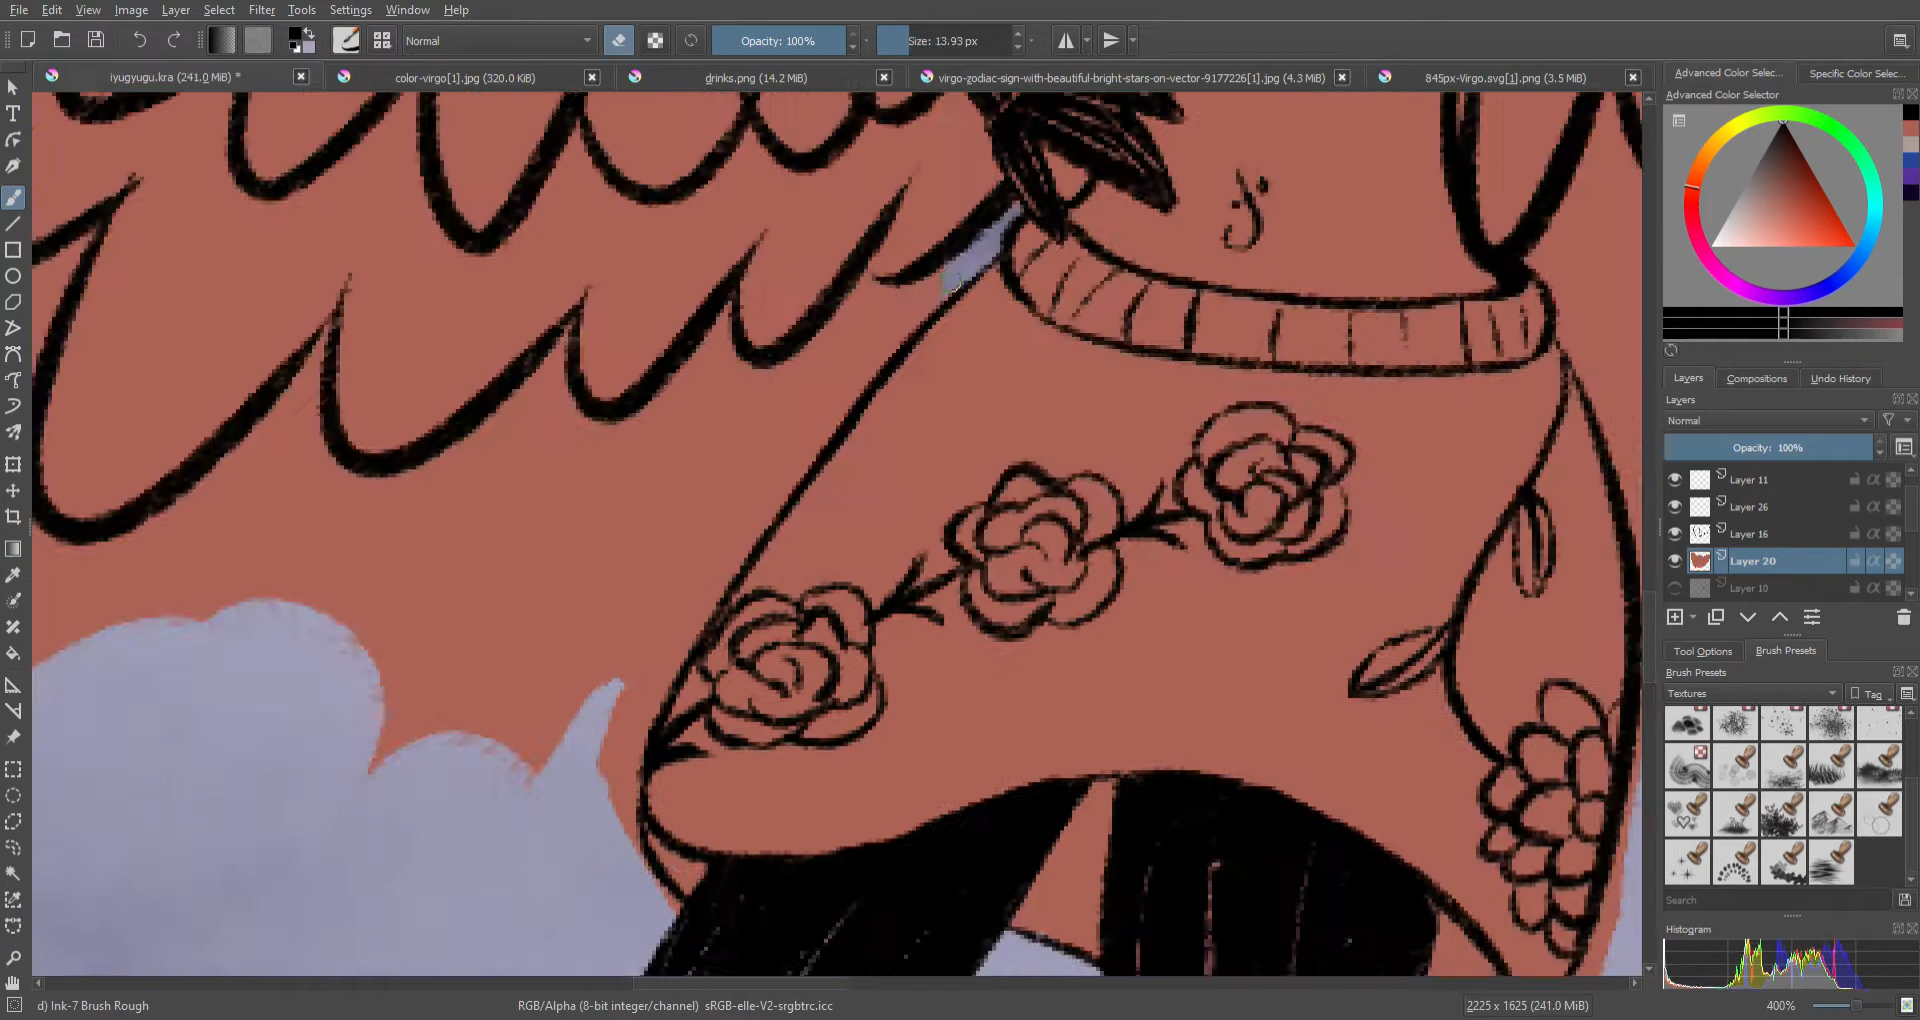 File Edit View Image Layer Select Filter Tools Settings Window Help
Normal Opacity: 100% Size: 13.93 px
iyugyugu.kra (241.0 MiB) * color-virgo[1].jpg (320.0 KiB) drinks.png (14.2 MiB) virgo-zodiac-sign-with-beautiful-bright-stars-on-vector-9177226[1].jpg (4.3 MiB) 845px-Virgo.svg[1].png (3.5 MiB)
Advanced Color Selec... Specific Color Selec...
Advanced Color Selector
Layers Compositions Undo History
Layers
Normal
Opacity: 100%
Layer 11
Layer 26
Layer 16
Layer 20
Layer 10
Tool Options Brush Presets
Brush Presets
Textures Tag
Search
Histogram
d) Ink-7 Brush Rough RGB/Alpha (8-bit integer/channel) sRGB-elle-V2-srgbtrc.icc 2225 x 1625 (241.0 MiB) 400%